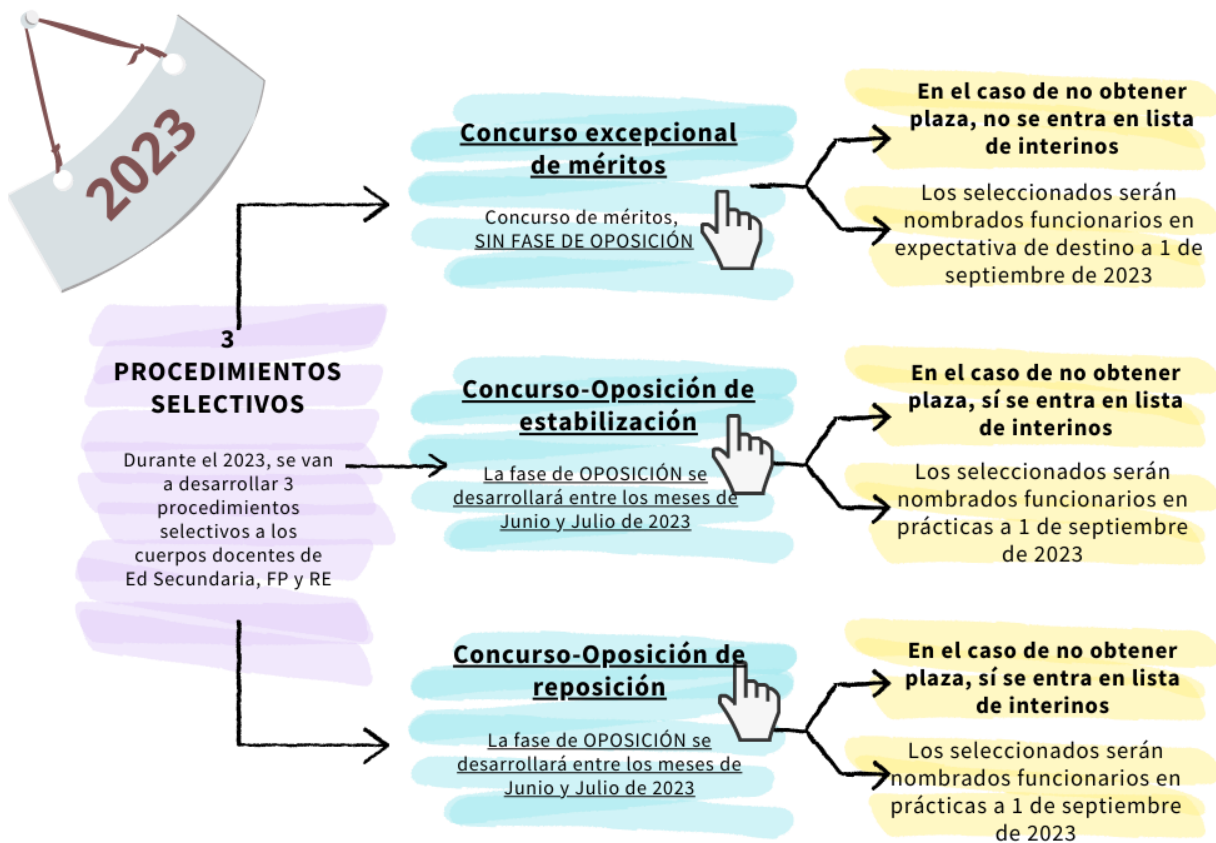 2023
3
PROCEDIMIENTOS
SELECTIVOS
Durante el 2023, se van
a desarrollar 3
procedimientos
selectivos a los
cuerpos docentes de
Ed Secundaria, FP y RE
Concurso excepcional
de méritos
Concurso de méritos,
SIN FASE DE OPOSICIÓN
En el caso de no obtener
plaza, no se entra en lista
de interinos
Los seleccionados serán
nombrados funcionarios en
expectativa de destino a 1 de
septiembre de 2023
Concurso-Oposición de
estabilización
La fase de OPOSICIÓN se
desarrollará entre los meses de
Junio y Julio de 2023
En el caso de no obtener
plaza, sí se entra en lista
de interinos
Los seleccionados serán
nombrados funcionarios en
prácticas a 1 de septiembre
de 2023
Concurso-Oposición de
reposición
La fase de OPOSICIÓN se
desarrollará entre los meses de
Junio y Julio de 2023
En el caso de no obtener
plaza, sí se entra en lista
de interinos
Los seleccionados serán
nombrados funcionarios en
prácticas a 1 de septiembre
de 2023